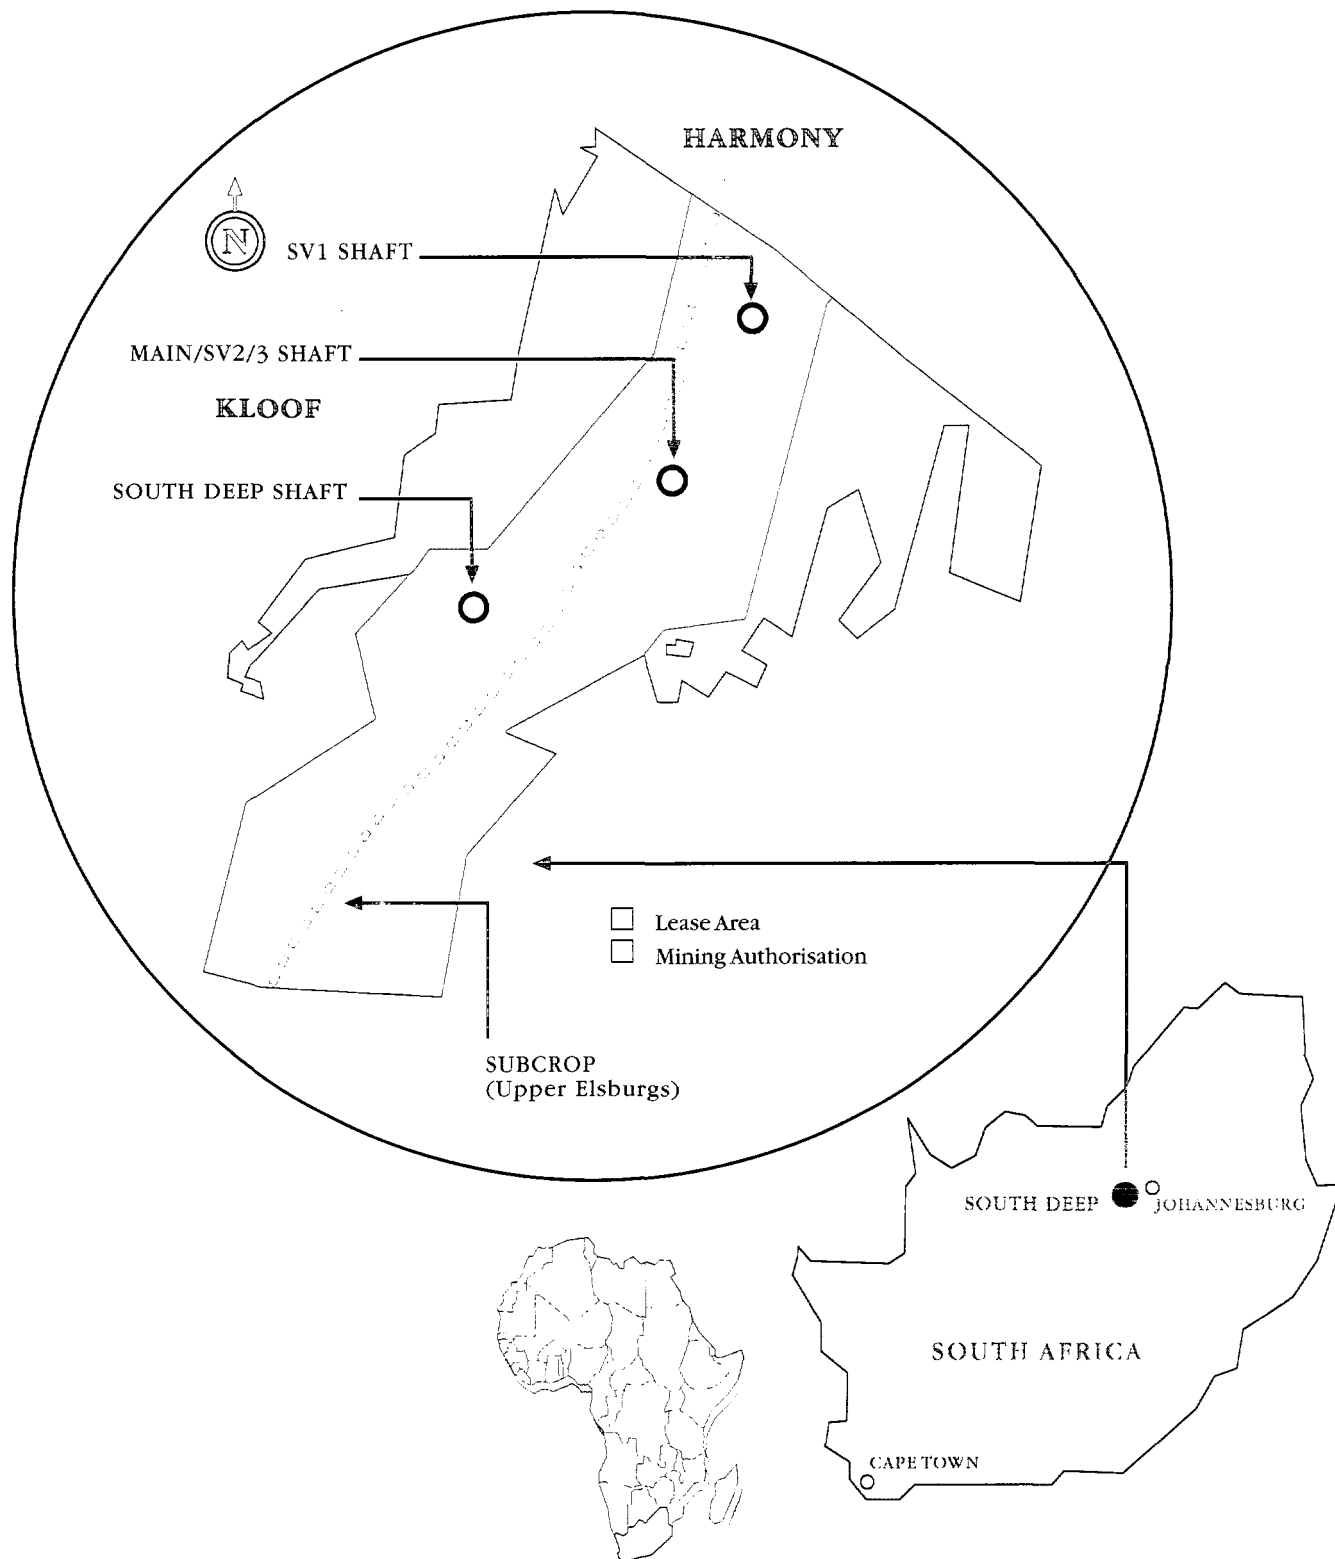 HARMONY
N
SV1 SHAFT
MAIN/SV2/3 SHAFT
KLOOF
SOUTH DEEP SHAFT
Lease Area
Mining Authorisation
SUBCROP
(Upper Elsburgs)
SOUTH DEEP
JOHANNESBURG
SOUTH AFRICA
CAPE TOWN